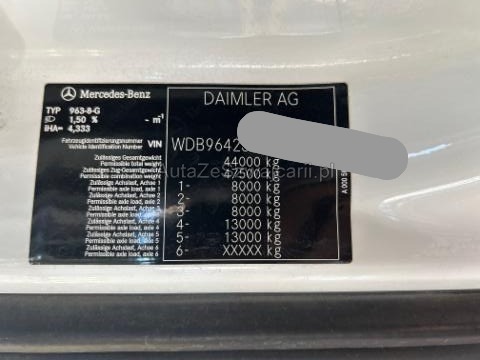 Mercedes-Benz
DAIMLER AG
TYP 963-8-G
1,50 % - m⁻¹
iHA= 4,333
Fahrzeugidentifizierungsnummer
Vehicle Identification Number VIN WDB9642
Zulässiges Gesamtgewicht
Permissible total weight 44000 kg
Zulässiges Zug-Gesamtgewicht
Permissible combination weight kg
Zulässige Achslast, Achse 1
Permissible axle load, axle 1 1- 8000 kg
Zulässige Achslast, Achse 2
Permissible axle load, axle 2 2- 8000 kg
Zulässige Achslast, Achse 3
Permissible axle load, axle 3 3- 8000 kg
Zulässige Achslast, Achse 4
Permissible axle load, axle 4 4- 13000 kg
Zulässige Achslast, Achse 5
Permissible axle load, axle 5 5- 13000 kg
Zulässige Achslast, Achse 6
Permissible axle load, axle 6 6- XXXXX kg
A 000